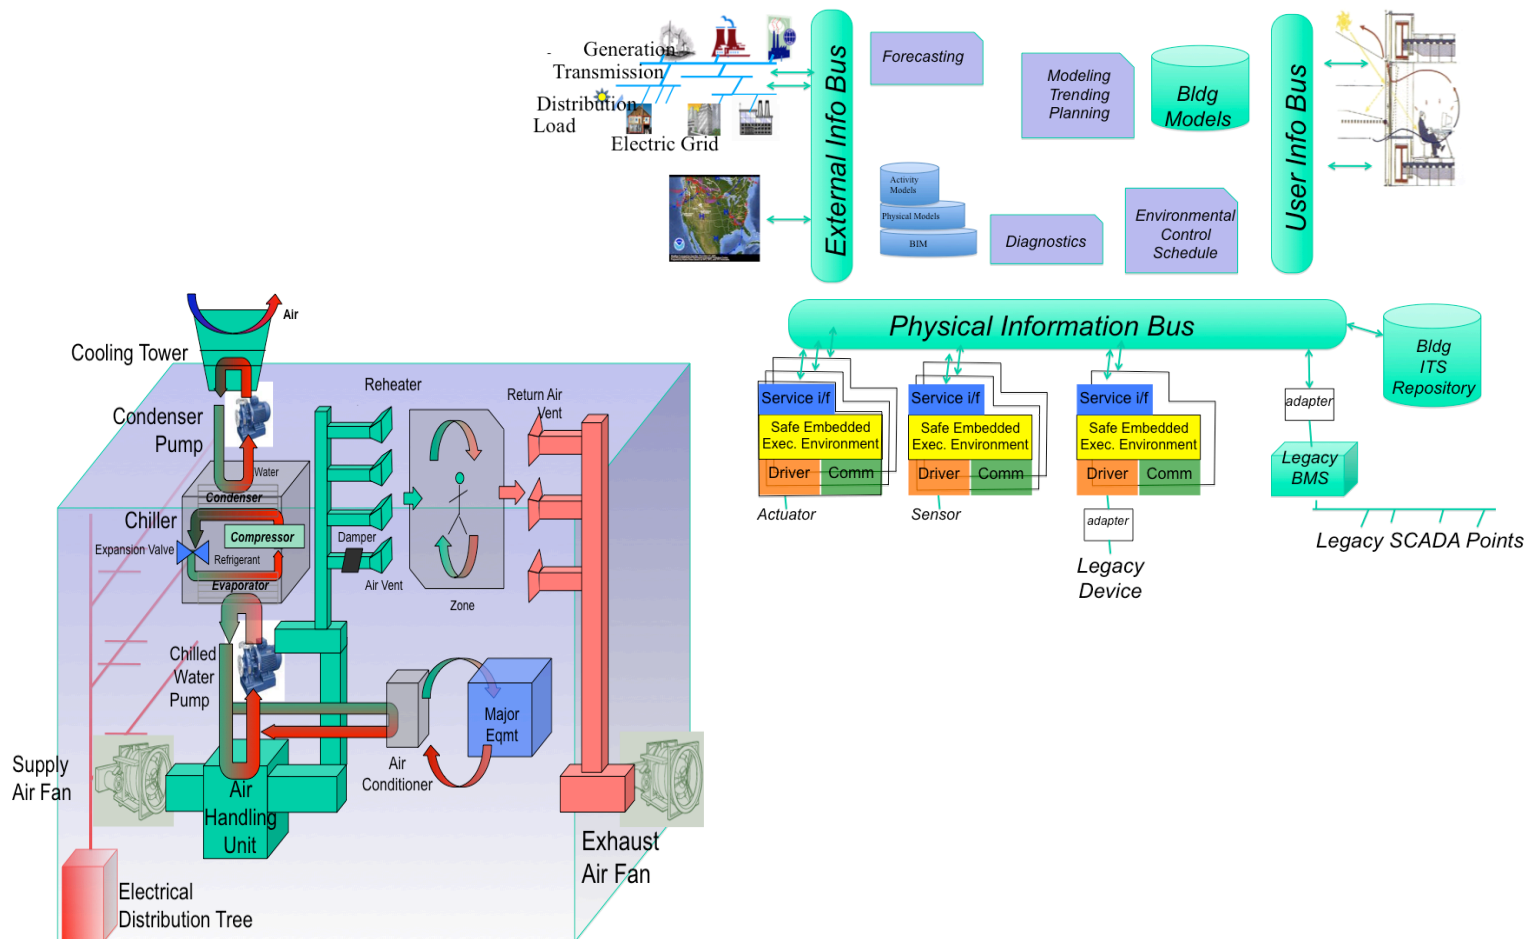 Generation
Transmission
Distribution
Load
Electric Grid
External Info Bus
Forecasting
Modeling
Trending
Planning
Bldg
Models
User Info Bus
Activity
Models
Physical Models
BIM
Diagnostics
Environmental
Control
Schedule
Physical Information Bus
Bldg
ITS
Repository
Service i/f
Safe Embedded
Exec. Environment
Driver
Comm
Actuator
Service i/f
Safe Embedded
Exec. Environment
Driver
Comm
Sensor
Service i/f
Safe Embedded
Exec. Environment
Driver
Comm
adapter
Legacy
Device
adapter
Legacy
BMS
Legacy SCADA Points
Air
Cooling Tower
Condenser
Pump
Water
Condenser
Chiller
Compressor
Expansion Valve
Refrigerant
Evaporator
Reheater
Return Air
Vent
Damper
Air Vent
Zone
Chilled
Water
Pump
Major
Eqmt
Air
Conditioner
Supply
Air Fan
Air
Handling
Unit
Exhaust
Air Fan
Electrical
Distribution Tree